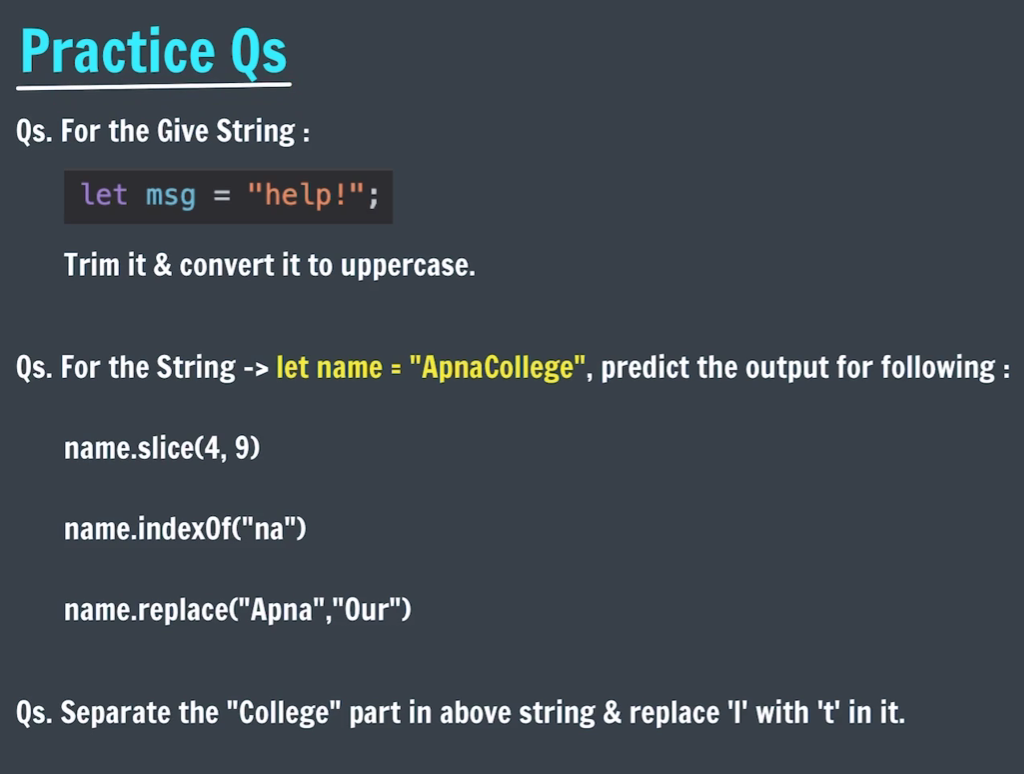 Practice Qs
Qs. For the Give String :
let msg = "help!";
Trim it & convert it to uppercase.
Qs. For the String -> let name = "ApnaCollege", predict the output for following :
name.slice(4, 9)
name.indexOf("na")
name.replace("Apna","Our")
Qs. Separate the "College" part in above string & replace 'l' with 't' in it.